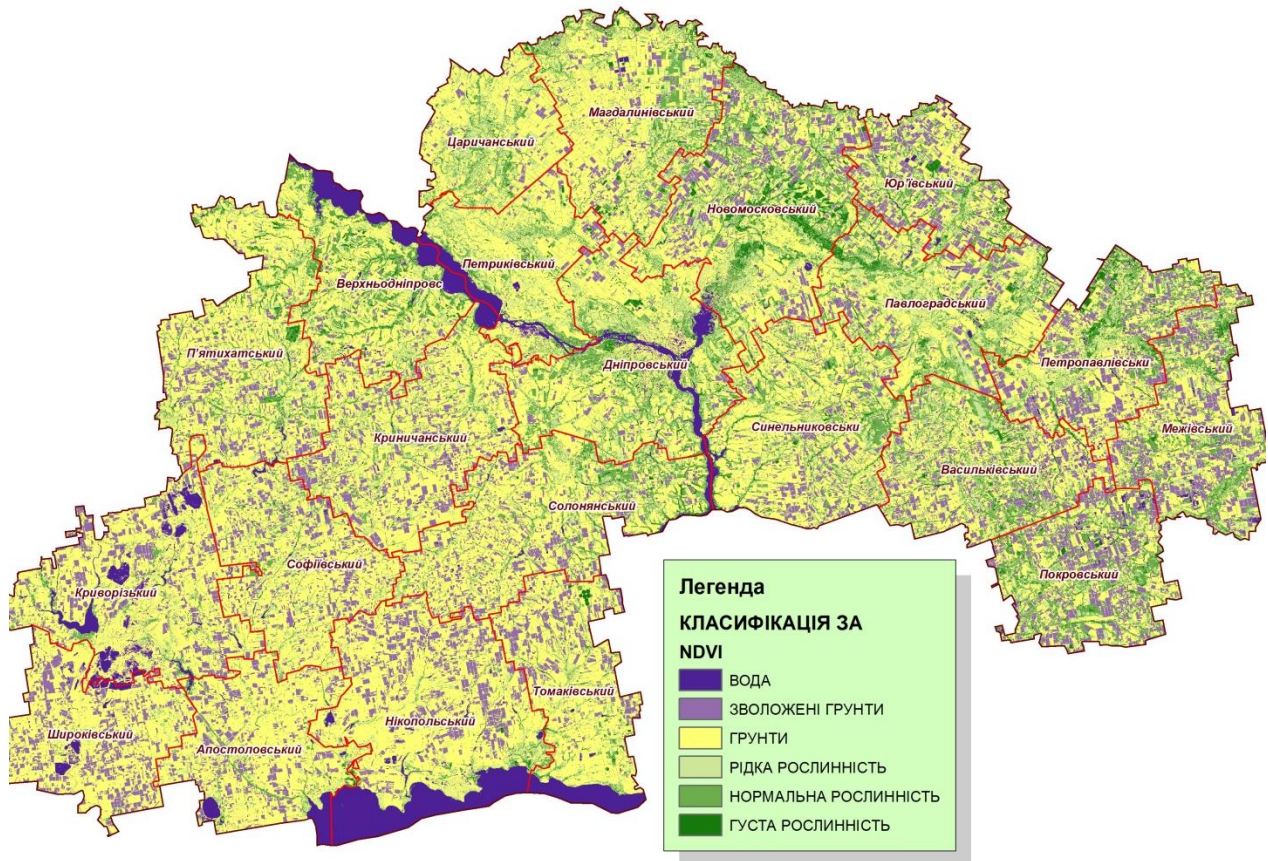 Магдалинівський
Царичанський
Юр'ївський
Новомосковський
Петриківський
Верхньодніпровс
Павлоградський
П'ятихатський
Дніпровський
Петропавлівськи
Криничанський
Синельниковськи
Межівський
Васильківський
Солонянський
Софіївський
Криворізький
Покровський
Томаківський
Нікопольський
Широківський
Апостоловський
Легенда
КЛАСИФІКАЦІЯ ЗА
NDVI
ВОДА
ЗВОЛОЖЕНІ ГРУНТИ
ГРУНТИ
РІДКА РОСЛИННІСТЬ
НОРМАЛЬНА РОСЛИННІСТЬ
ГУСТА РОСЛИННІСТЬ